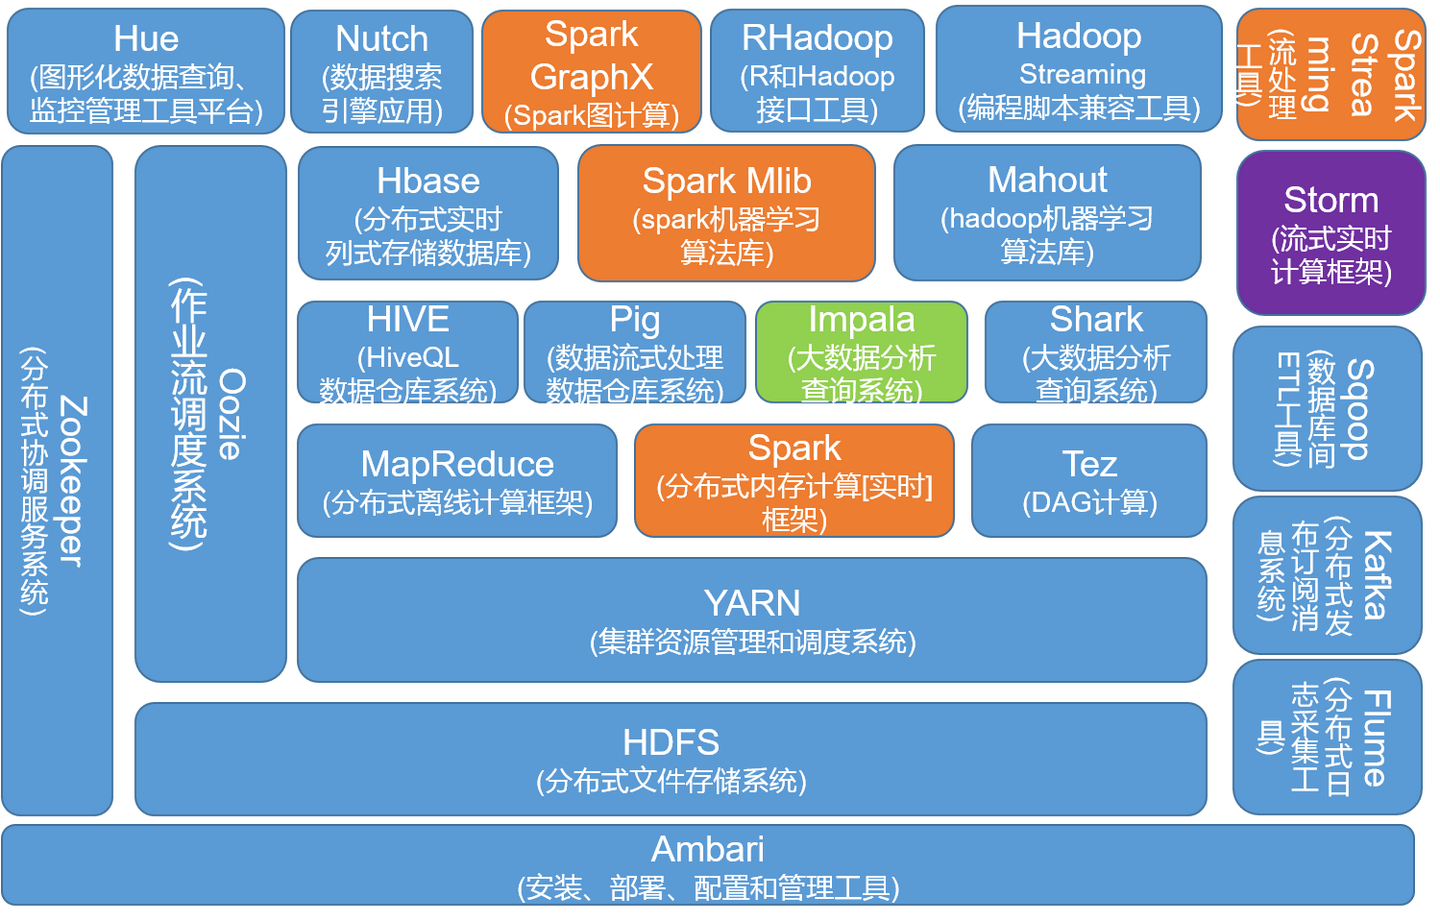 Hue
(图形化数据查询、
监控管理工具平台)
Nutch
(数据搜索
引擎应用)
Spark
GraphX
(Spark图计算)
RHadoop
(R和Hadoop
接口工具)
Hadoop
Streaming
(编程脚本兼容工具)
Spark
Strea
ming
(流处理
工具)
Zookeeper
(分布式协调服务系统)
Oozie
(作业流调度系统)
Hbase
(分布式实时
列式存储数据库)
Spark Mlib
(spark机器学习
算法库)
Mahout
(hadoop机器学习
算法库)
Storm
(流式实时
计算框架)
HIVE
(HiveQL
数据仓库系统)
Pig
(数据流式处理
数据仓库系统)
Impala
(大数据分析
查询系统)
Shark
(大数据分析
查询系统)
Sqoop
(数据库间
ETL工具)
MapReduce
(分布式离线计算框架)
Spark
(分布式内存计算[实时]
框架)
Tez
(DAG计算)
Kafka
(分布式发
布订阅消
息系统)
YARN
(集群资源管理和调度系统)
Flume
(分布式日
志采集工
具)
HDFS
(分布式文件存储系统)
Ambari
(安装、部署、配置和管理工具)